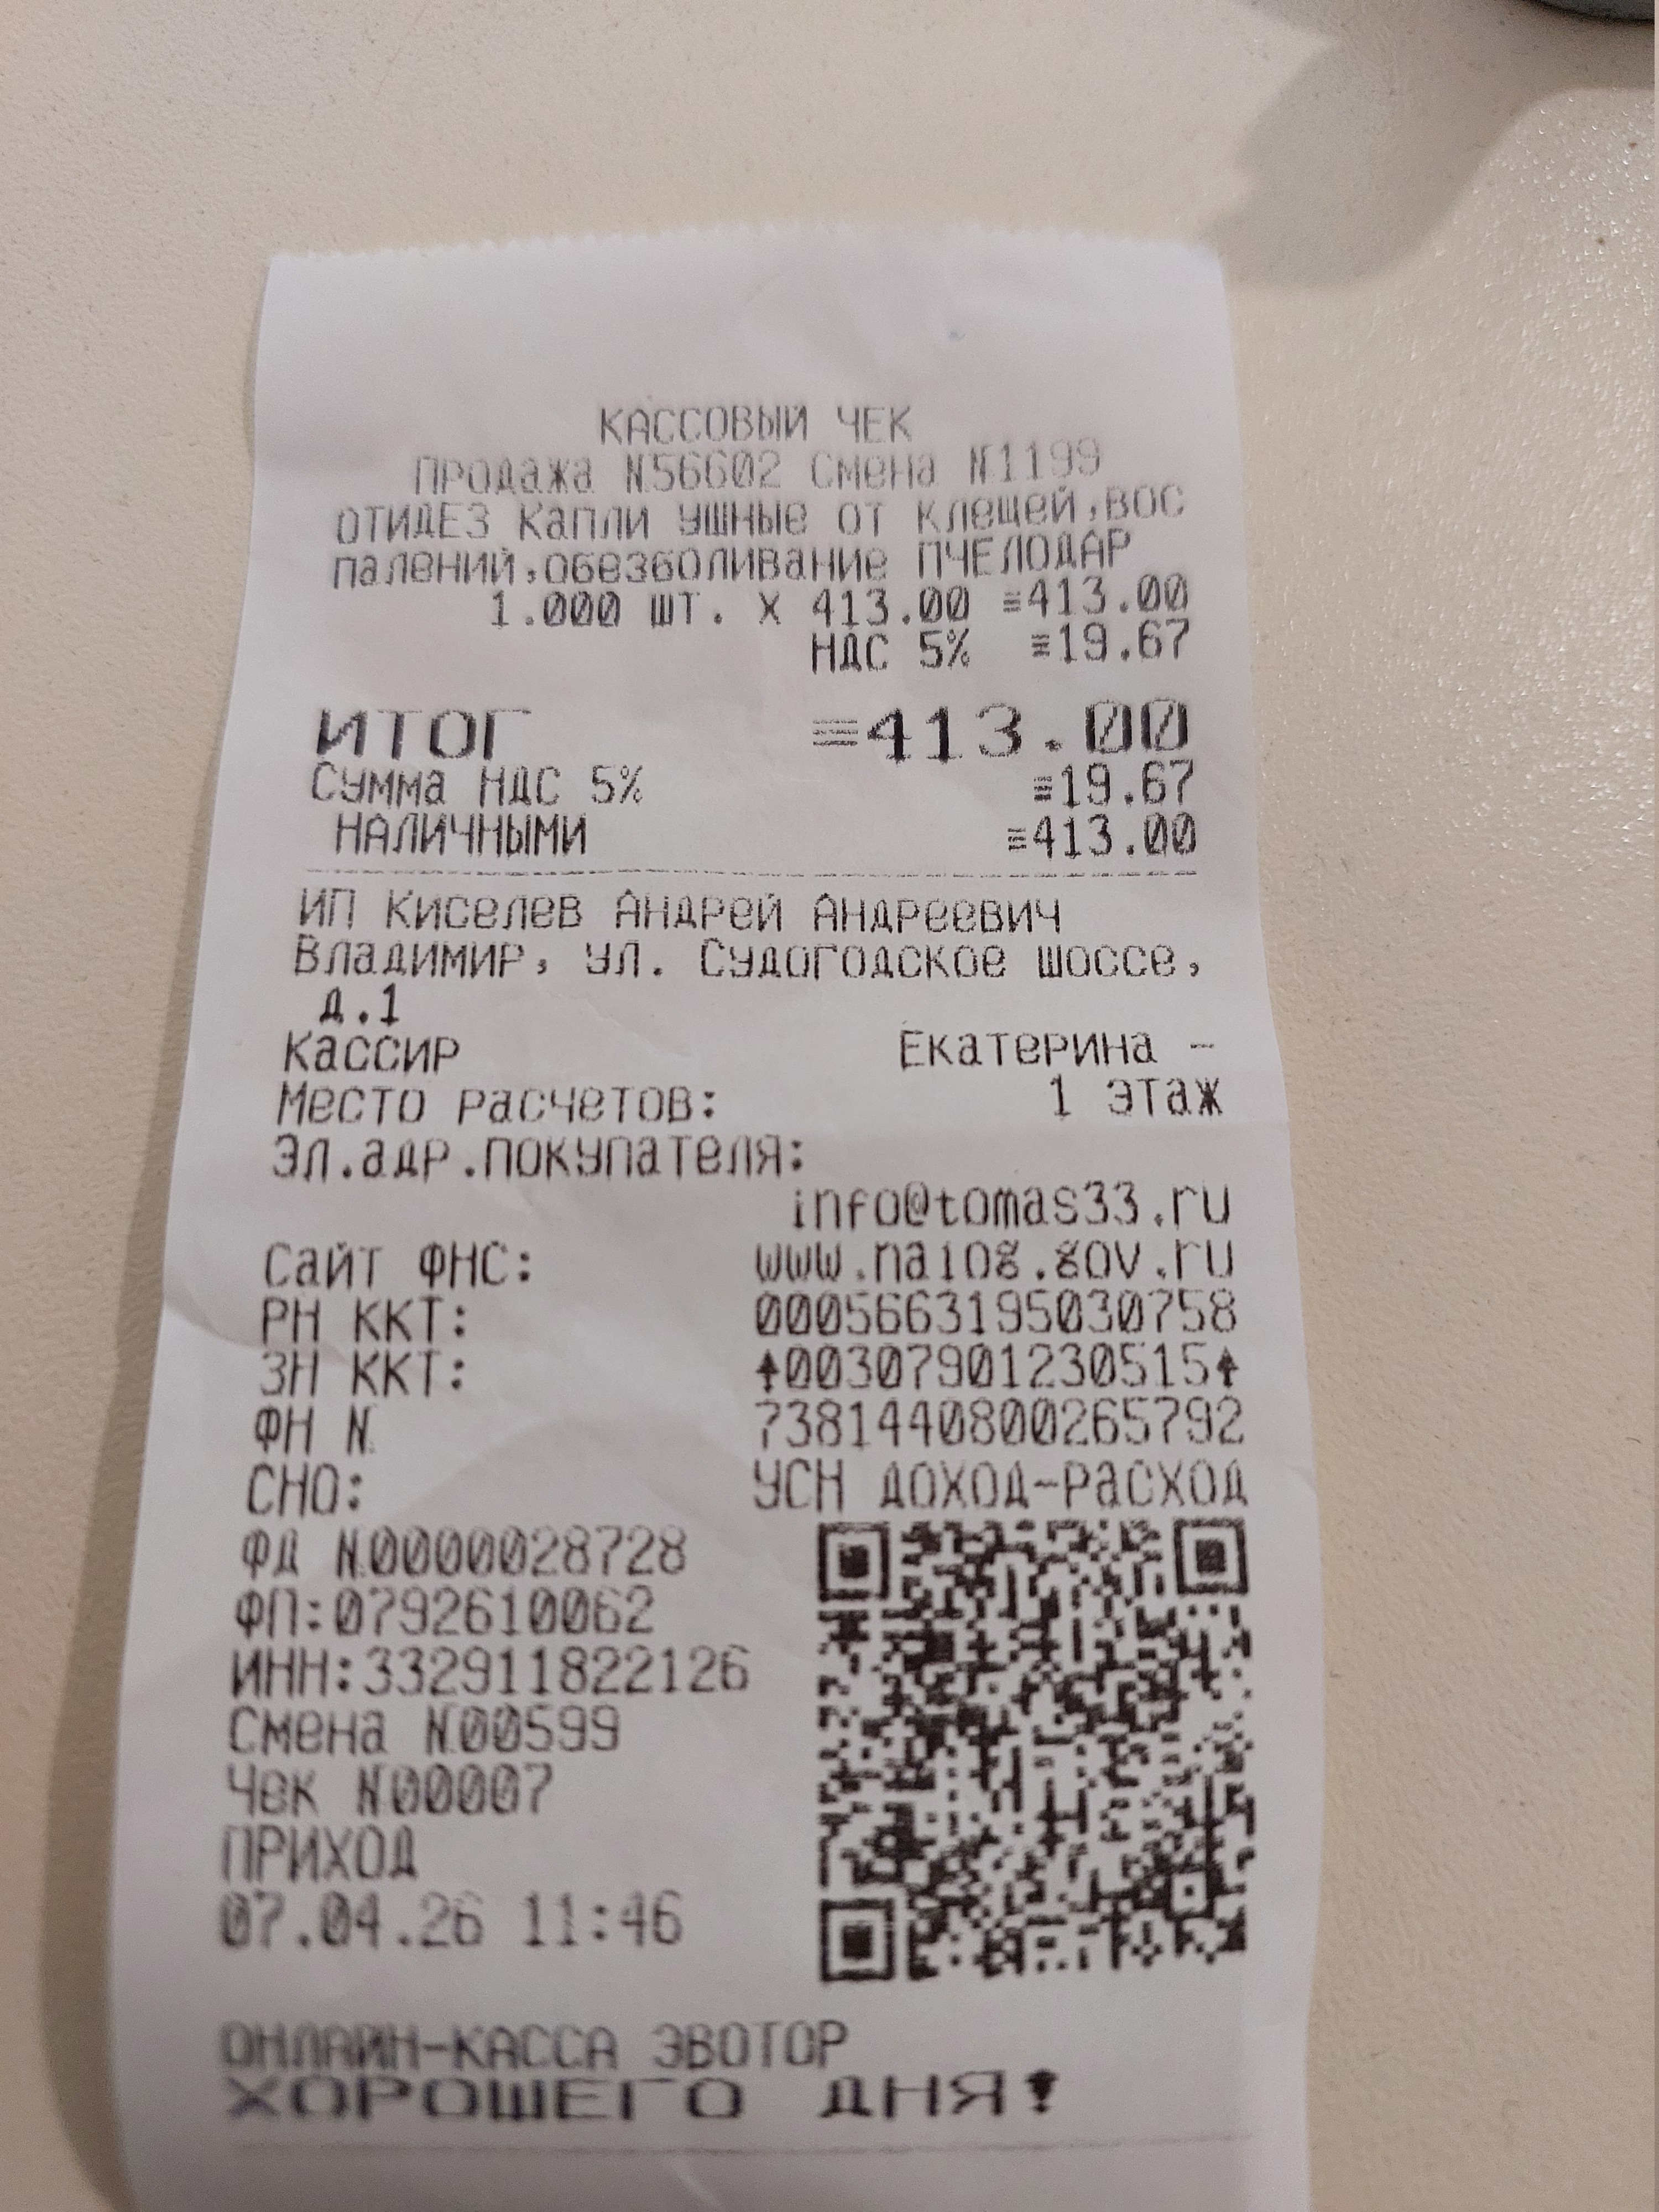 КАССОВЫЙ ЧЕК
Продажа N56602 Смена N1199
ОТИДЕЗ Капли ушные от клещей,вос
палений,обезболивание ПЧЕЛОДАР
1.000 шт. X 413.00 ≡413.00
НДС 5% ≡19.67
ИТОГ ≡413.00
Сумма НДС 5% ≡19.67
НАЛИЧНЫМИ ≡413.00
ИП Киселев Андрей Андреевич
Владимир, ул. Судогодское шоссе,
д.1
Кассир Екатерина -
Место расчетов: 1 этаж
Эл.адр.покупателя:
info@tomas33.ru
Сайт ФНС: www.nalog.gov.ru
РН ККТ: 0005663195030758
ЗН ККТ: ↑00307901230515↑
ФН N 7381440800265792
СНО: УСН доход-расход
ФД N0000028728
ФП:0792610062
ИНН:332911822126
Смена N00599
Чек N00007
ПРИХОД
07.04.26 11:46
ОНЛАЙН-КАССА ЭВОТОР
ХОРОШЕГО ДНЯ!